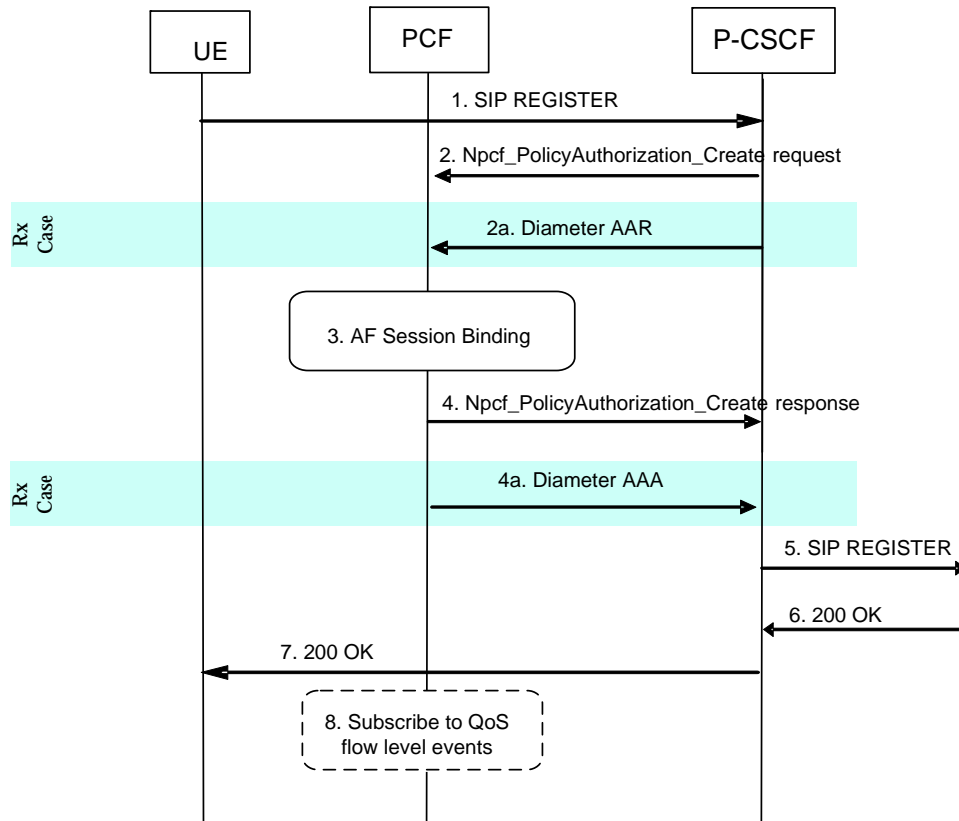 UE
PCF
P-CSCF
1. SIP REGISTER
2. Npcf_PolicyAuthorization_Create request
Rx
Case
2a. Diameter AAR
3. AF Session Binding
4. Npcf_PolicyAuthorization_Create response
Rx
Case
4a. Diameter AAA
5. SIP REGISTER
6. 200 OK
7. 200 OK
8. Subscribe to QoS
flow level events